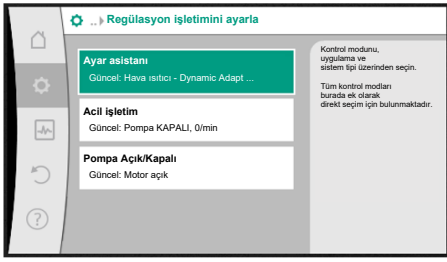 .. Regülasyon işletimini ayarla
Ayar asistanı
Güncel: Hava ısıtıcı - Dynamic Adapt ...
Acil işletim
Güncel: Pompa KAPALI, 0/min
Pompa Açık/Kapalı
Güncel: Motor açık
Kontrol modunu,
uygulama ve
sistem tipi üzerinden seçin.
Tüm kontrol modları
burada ek olarak
direkt seçim için bulunmaktadır.
?